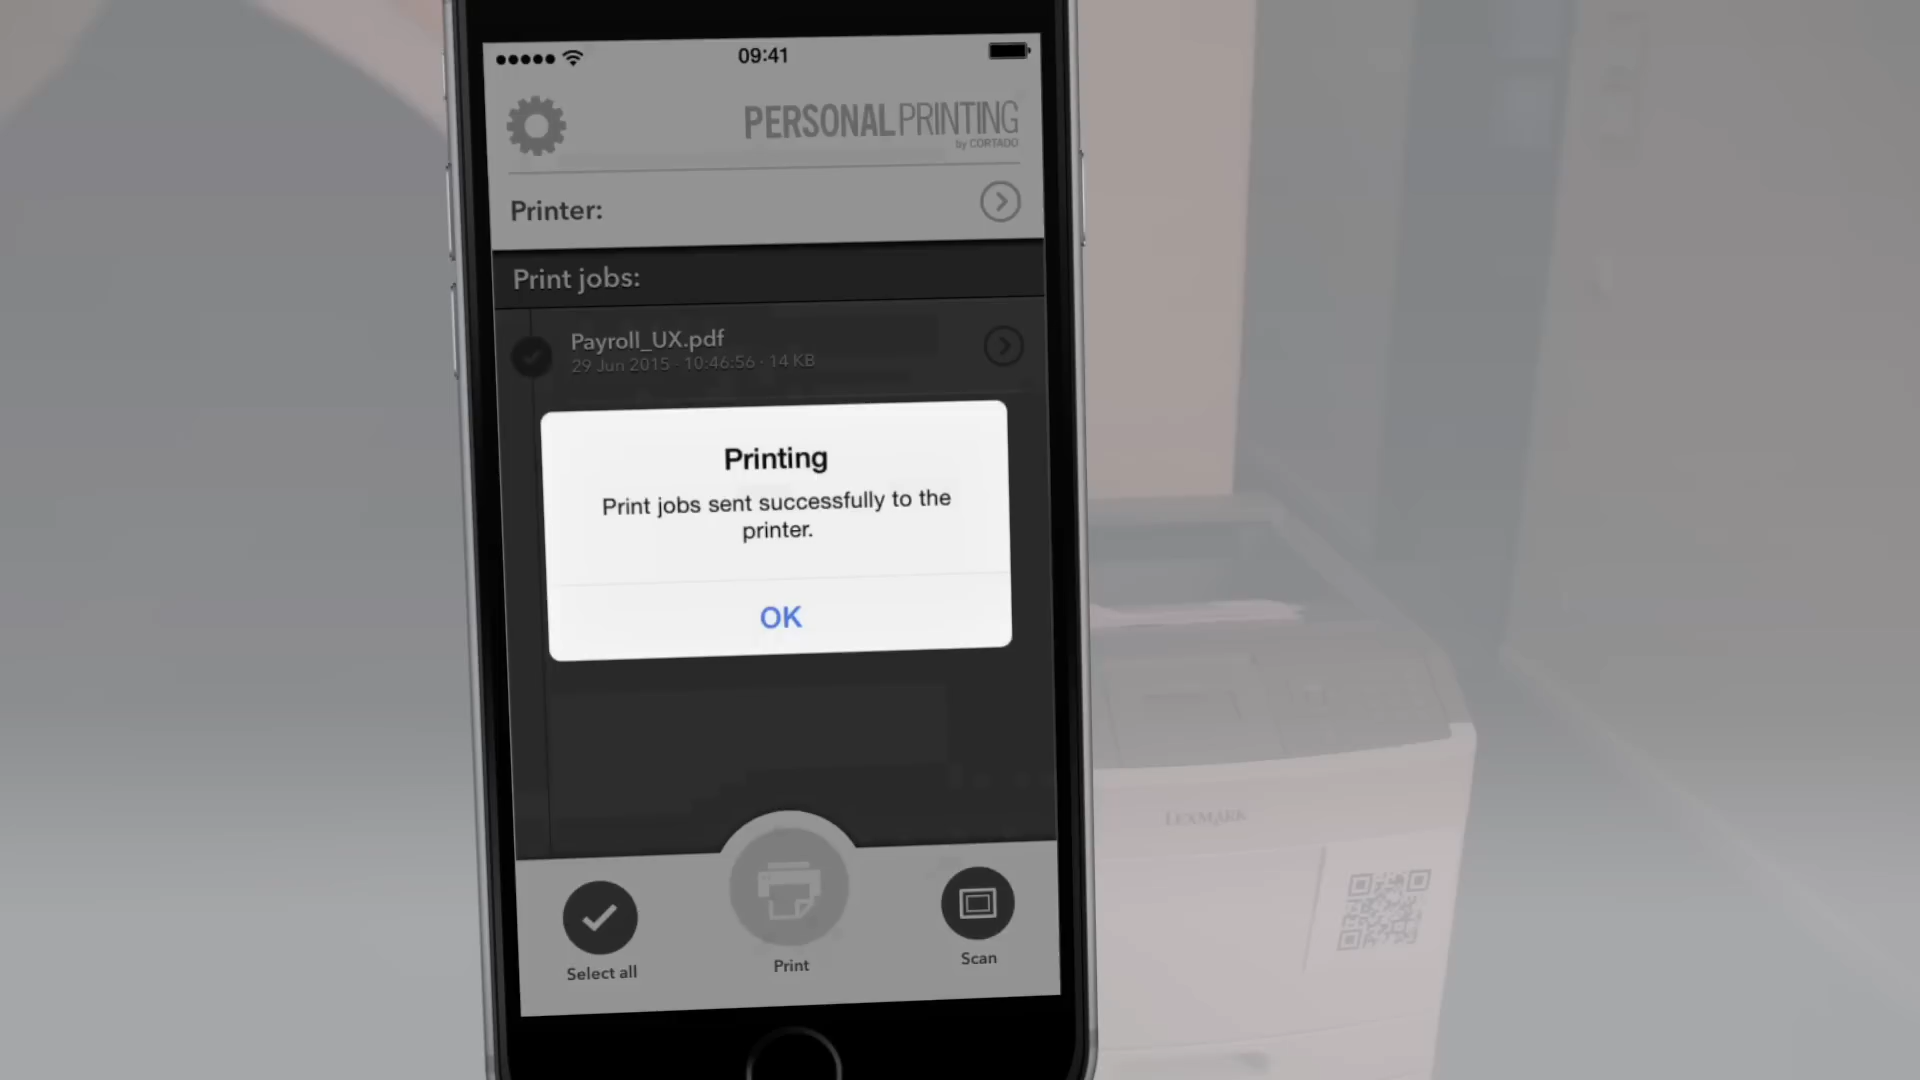 09:41
PERSONALPRINTING
by CORTADO
Printer:
Print jobs:
Payroll_UX.pdf
29 Jun 2015 · 10:46:56 · 14 KB
Printing
Print jobs sent successfully to the
printer.
OK
Select all
Print
Scan
LEXMARK